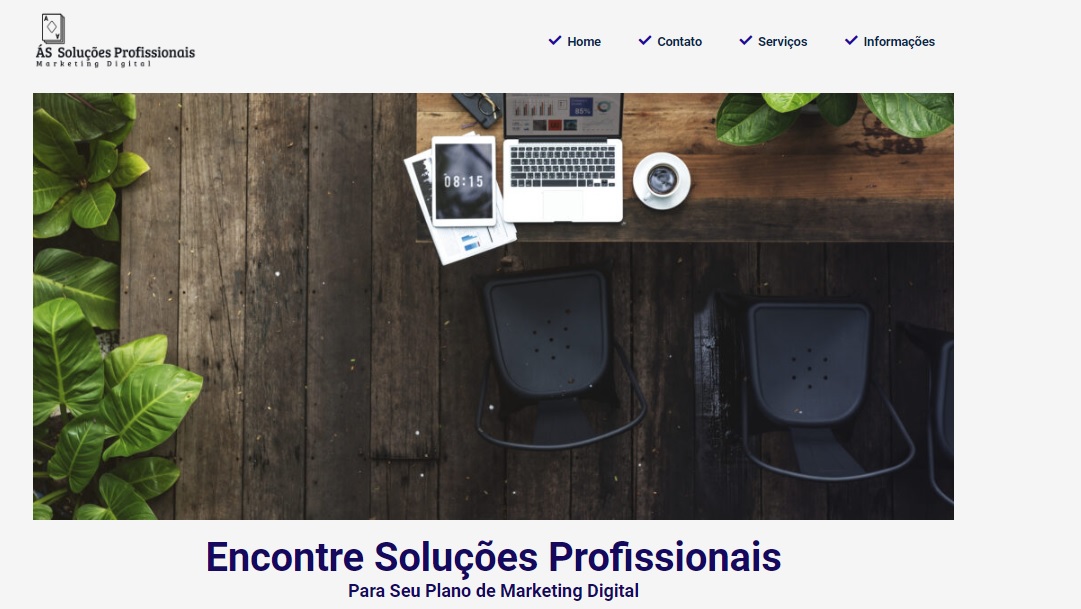 A
A
ÁS Soluções Profissionais
Marketing Digital
Home
Contato
Serviços
Informações
85%
08:15
Encontre Soluções Profissionais
Para Seu Plano de Marketing Digital